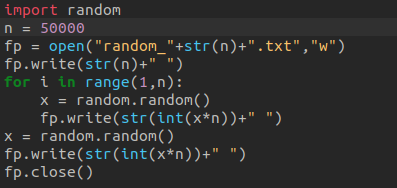 import random
n = 50000
fp = open("random_"+str(n)+".txt","w")
fp.write(str(n)+" ")
for i in range(1,n):
    x = random.random()
    fp.write(str(int(x*n))+" ")
x = random.random()
fp.write(str(int(x*n))+" ")
fp.close()